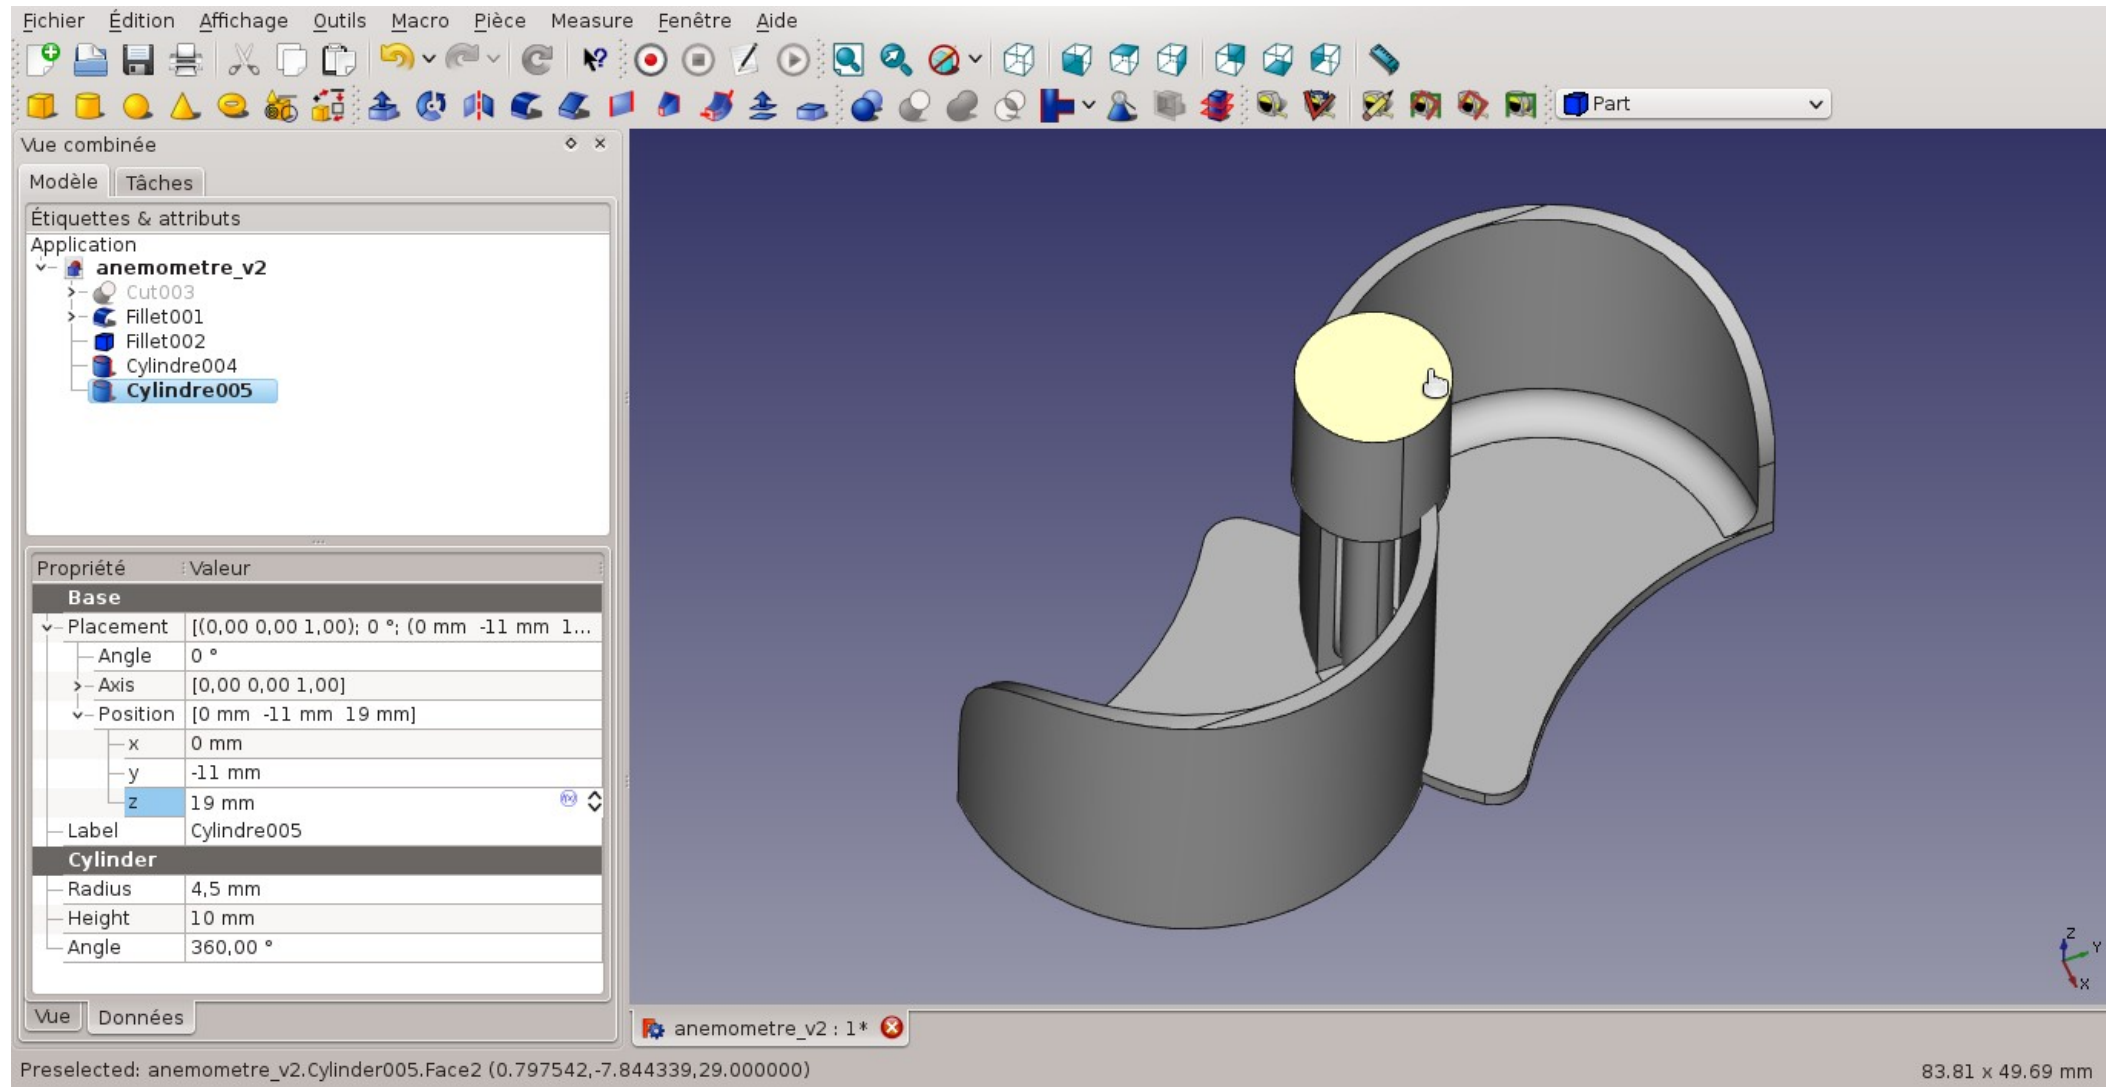 Fichier Édition Affichage Outils Macro Pièce Measure Fenêtre Aide
Part
Vue combinée
Modèle Tâches
Étiquettes & attributs
Application
anemometre_v2
Cut003
Fillet001
Fillet002
Cylindre004
Cylindre005
Propriété Valeur
Base
Placement [(0,00 0,00 1,00); 0 °; (0 mm -11 mm 1...
Angle 0 °
Axis [0,00 0,00 1,00]
Position [0 mm -11 mm 19 mm]
x 0 mm
y -11 mm
z 19 mm
Label Cylindre005
Cylinder
Radius 4,5 mm
Height 10 mm
Angle 360,00 °
Vue Données
Z
Y
X
anemometre_v2 : 1*
Preselected: anemometre_v2.Cylinder005.Face2 (0.797542,-7.844339,29.000000)
83.81 x 49.69 mm